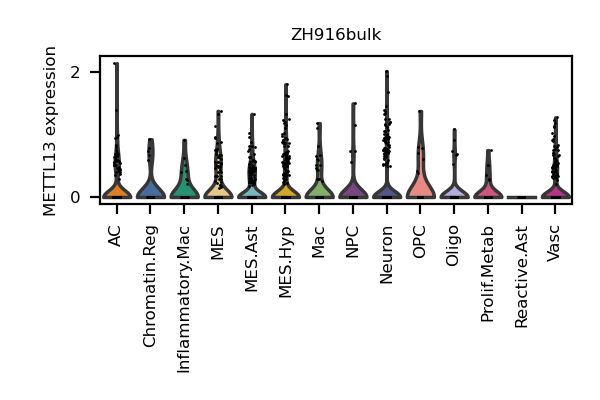 ZH916bulk
METTL13 expression
2
0
AC
Chromatin.Reg
Inflammatory.Mac
MES
MES.Ast
MES.Hyp
Mac
NPC
Neuron
OPC
Oligo
Prolif.Metab
Reactive.Ast
Vasc